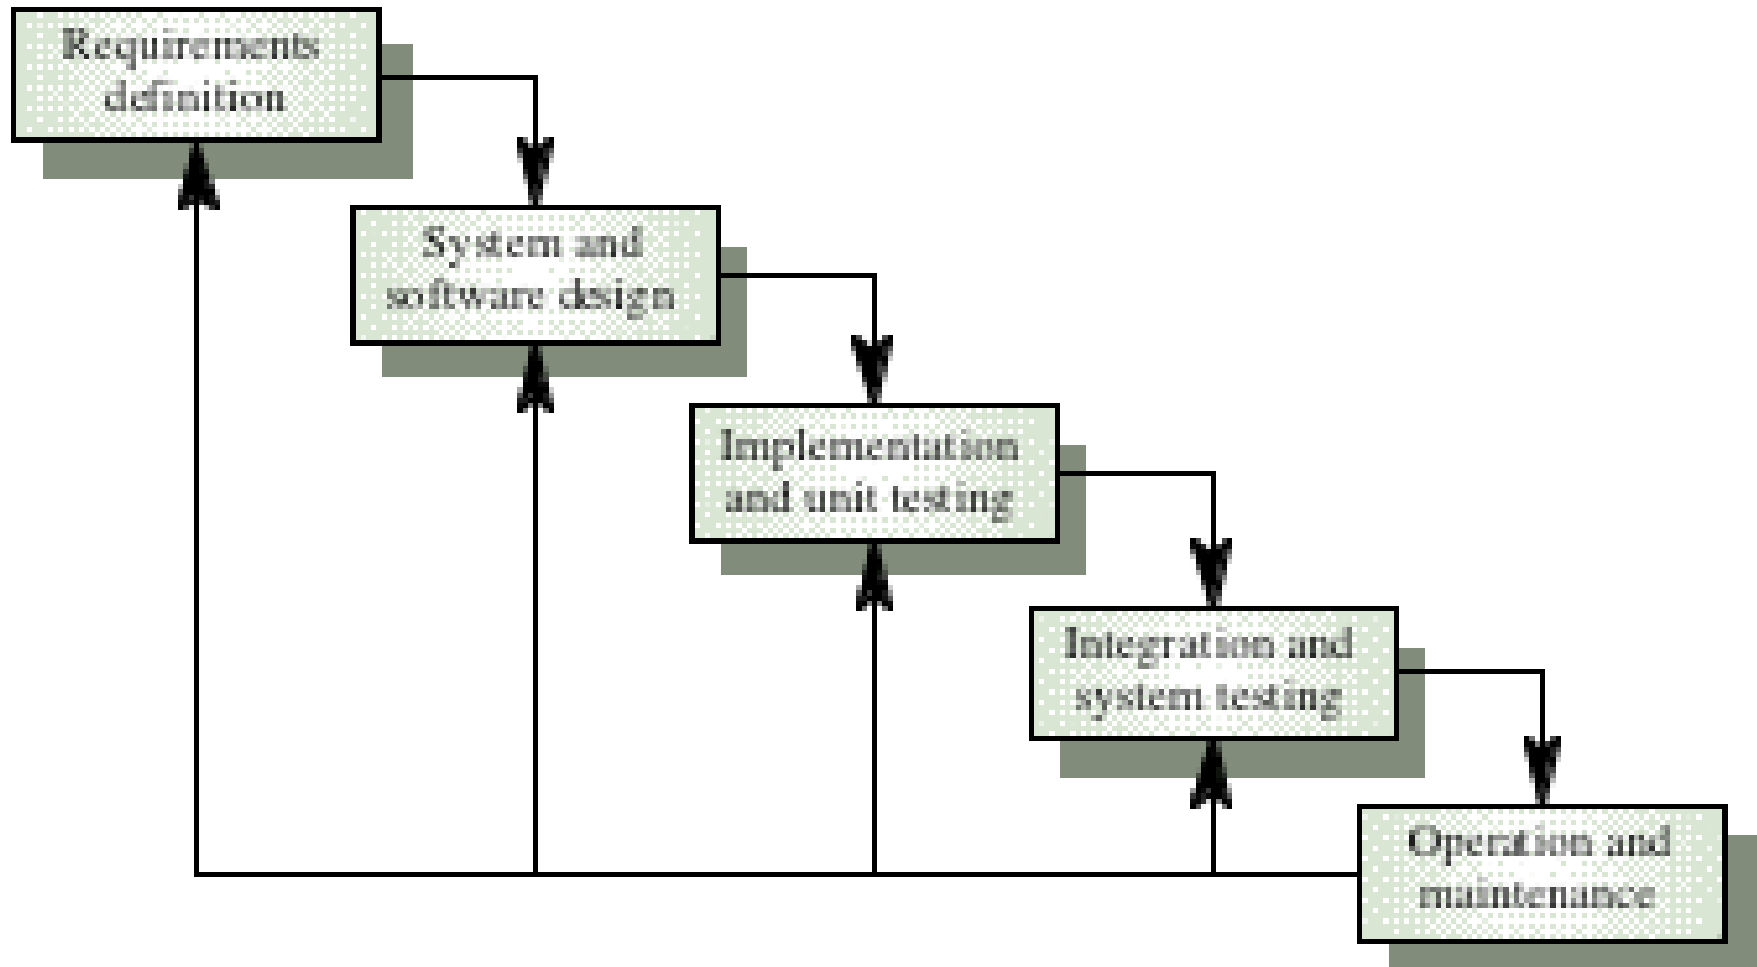 Requirements
definition
System and
software design
Implementation
and unit testing
Integration and
system testing
Operation and
maintenance